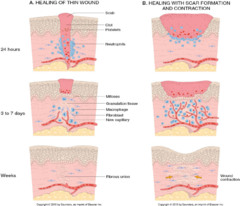 A. HEALING OF THIN WOUND
B. HEALING WITH SCAR FORMATION
AND CONTRACTION
Scab
Clot
Neutrophils
24 hours
Mitoses
Granulation tissue
Macrophage
Fibroblast
New capillary
3 to 7 days
Weeks
Fibrous union
Wound
contraction